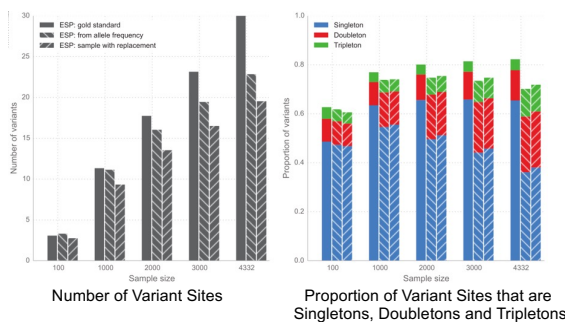 ESP: gold standard
ESP: from allele frequency
ESP: sample with replacement
Number of variants
30
25
20
15
10
5
0
100
1000
2000
3000
4332
Sample size
Number of Variant Sites
Singleton
Doubleton
Tripleton
Proportion of variants
1.0
0.8
0.6
0.4
0.2
0.0
100
1000
2000
3000
4332
Sample size
Proportion of Variant Sites that are
Singletons, Doubletons and Tripletons